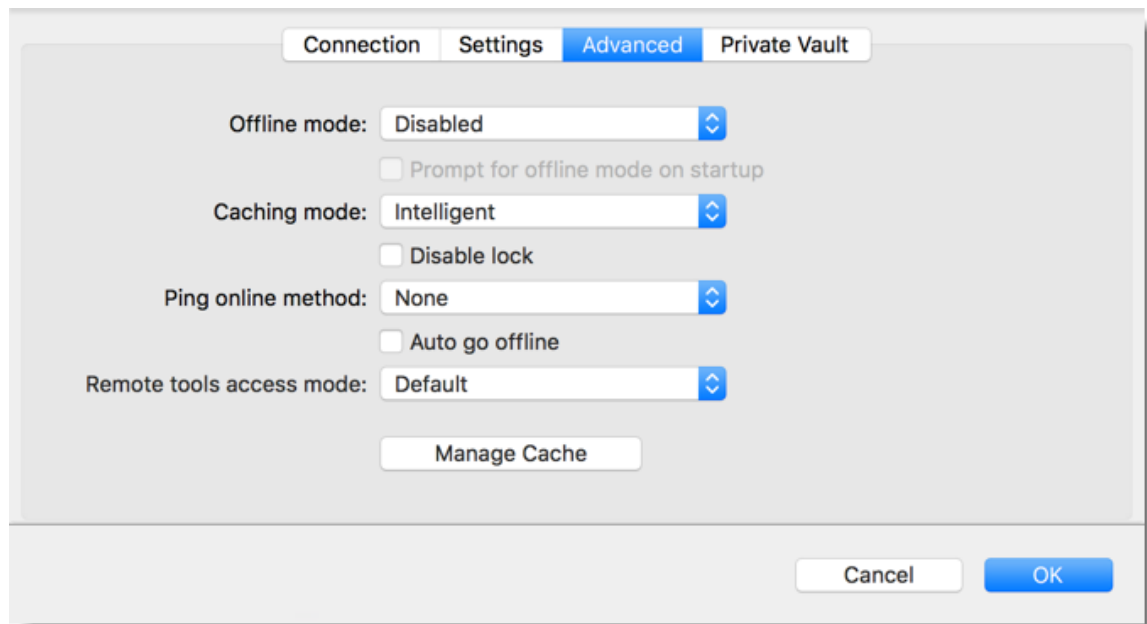 Connection Settings Advanced Private Vault
Offline mode: Disabled
Prompt for offline mode on startup
Caching mode: Intelligent
Disable lock
Ping online method: None
Auto go offline
Remote tools access mode: Default
Manage Cache
Cancel OK